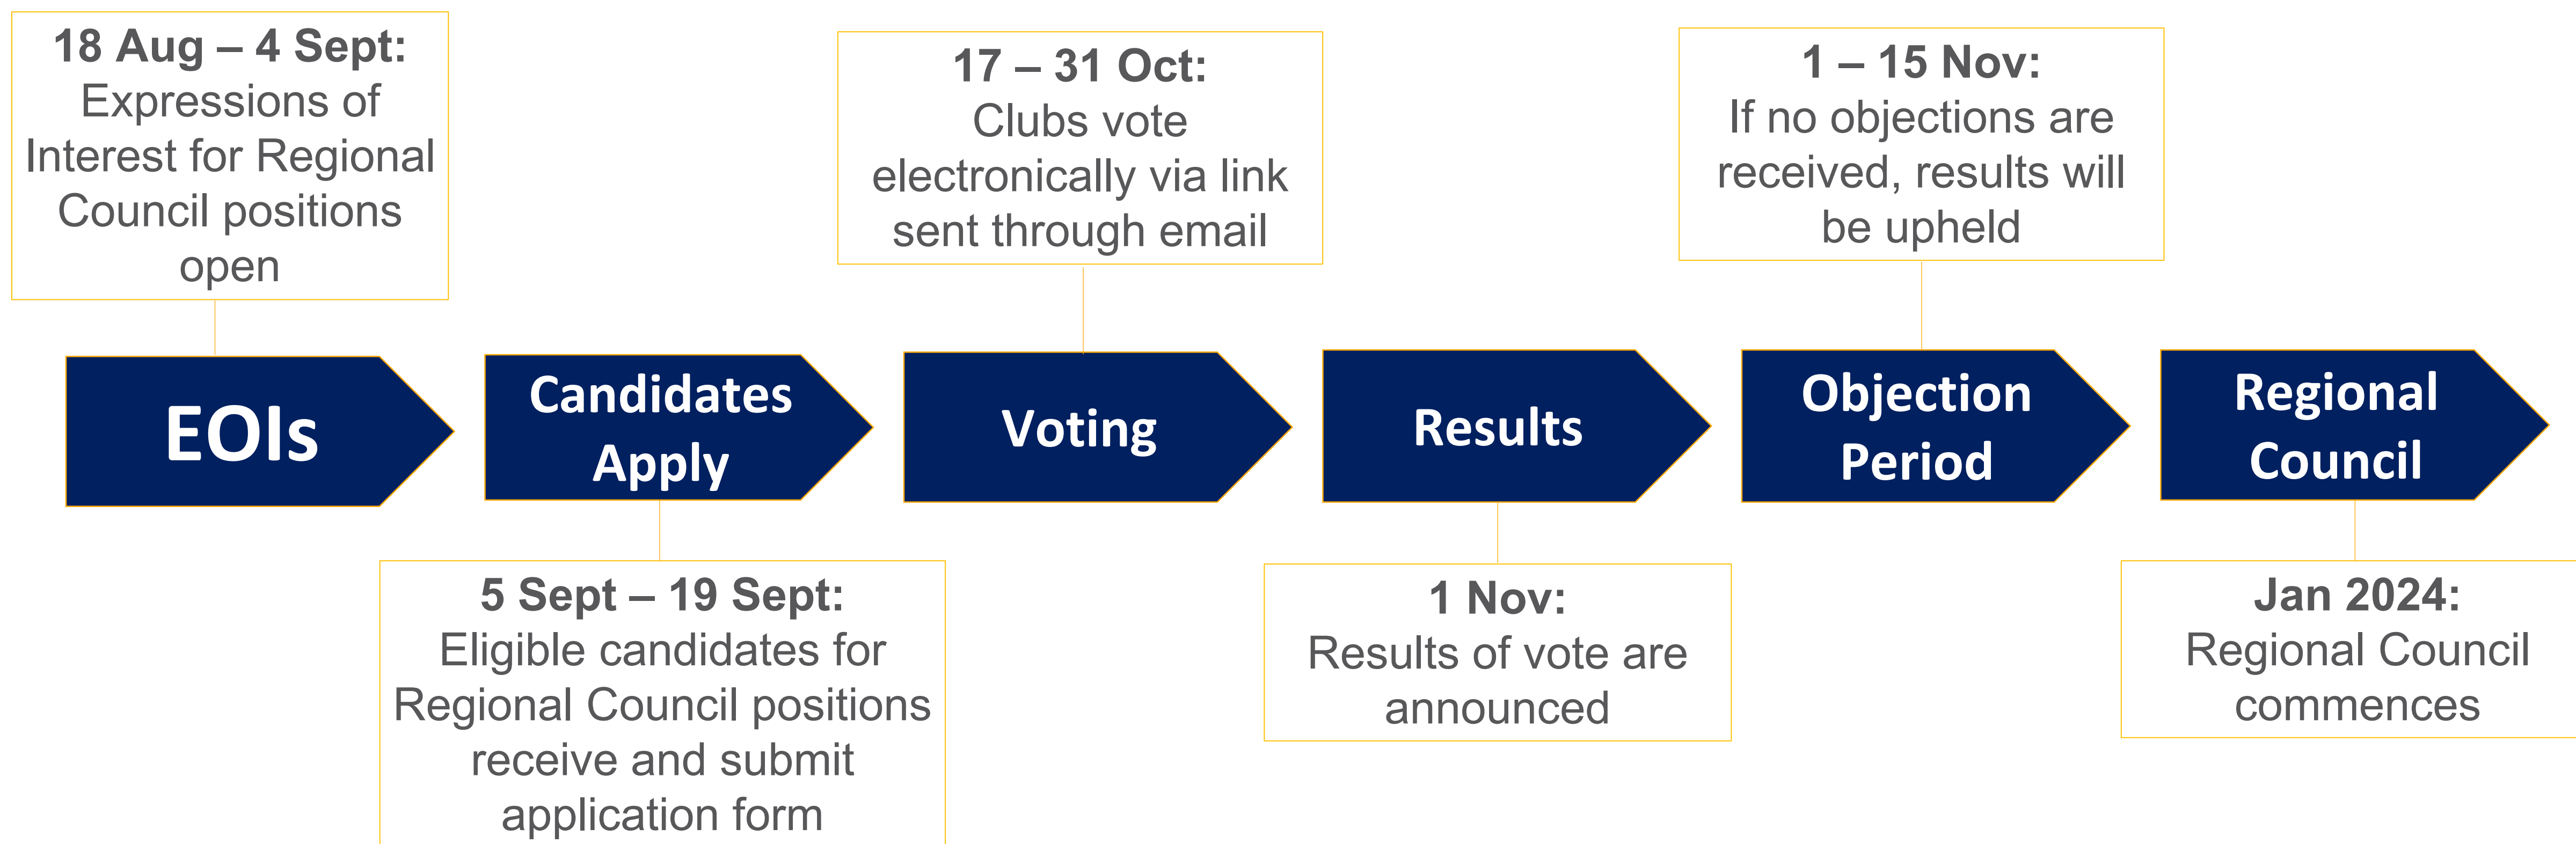 18 Aug – 4 Sept:
Expressions of
Interest for Regional
Council positions
open
17 – 31 Oct:
Clubs vote
electronically via link
sent through email
1 – 15 Nov:
If no objections are
received, results will
be upheld
EOIs
Candidates
Apply
Voting
Results
Objection
Period
Regional
Council
5 Sept – 19 Sept:
Eligible candidates for
Regional Council positions
receive and submit
application form
1 Nov:
Results of vote are
announced
Jan 2024:
Regional Council
commences